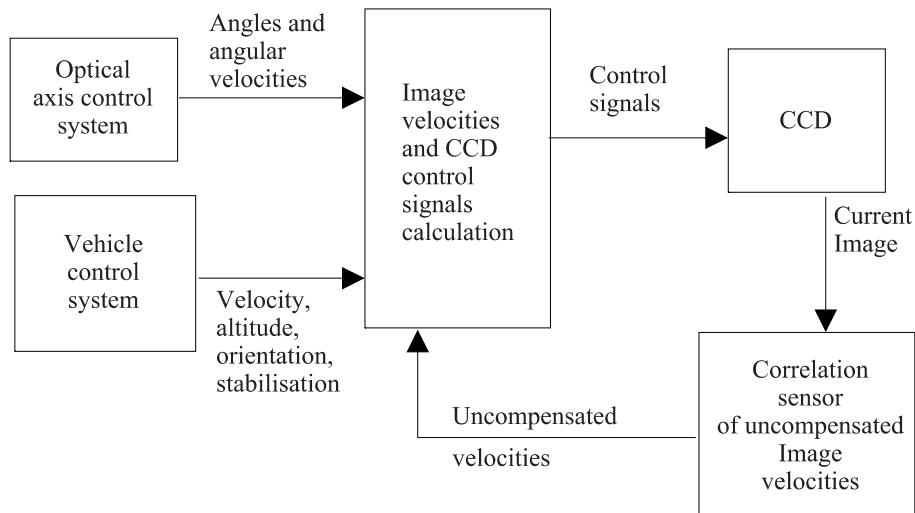 Optical
axis control
system
Angles and
angular
velocities
Vehicle
control
system
Velocity,
altitude,
orientation,
stabilisation
Image
velocities
and CCD
control
signals
calculation
Control
signals
CCD
Current
Image
Correlation
sensor
of uncompensated
Image
velocities
Uncompensated
velocities